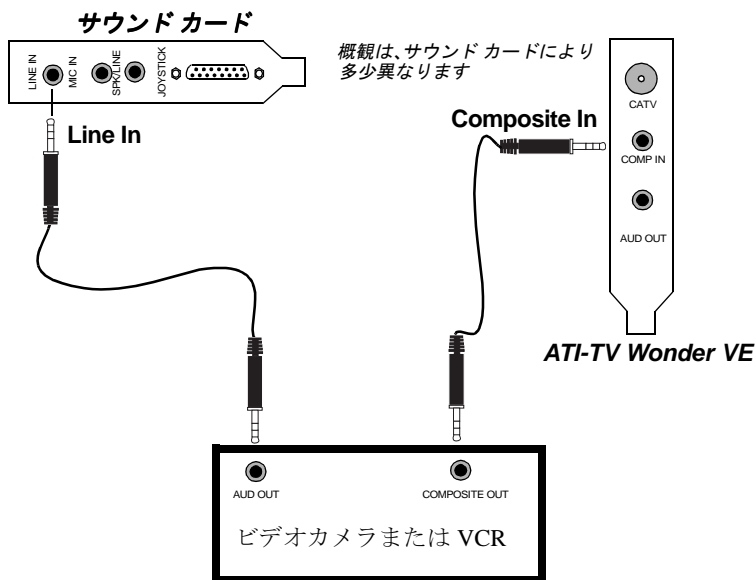 サウンド カード
LINE IN
MIC IN
SPK/LINE
JOYSTICK
概観は、サウンド カードにより
多少異なります
Line In
Composite In
CATV
COMP IN
AUD OUT
ATI-TV Wonder VE
AUD OUT
COMPOSITE OUT
ビデオカメラまたは VCR